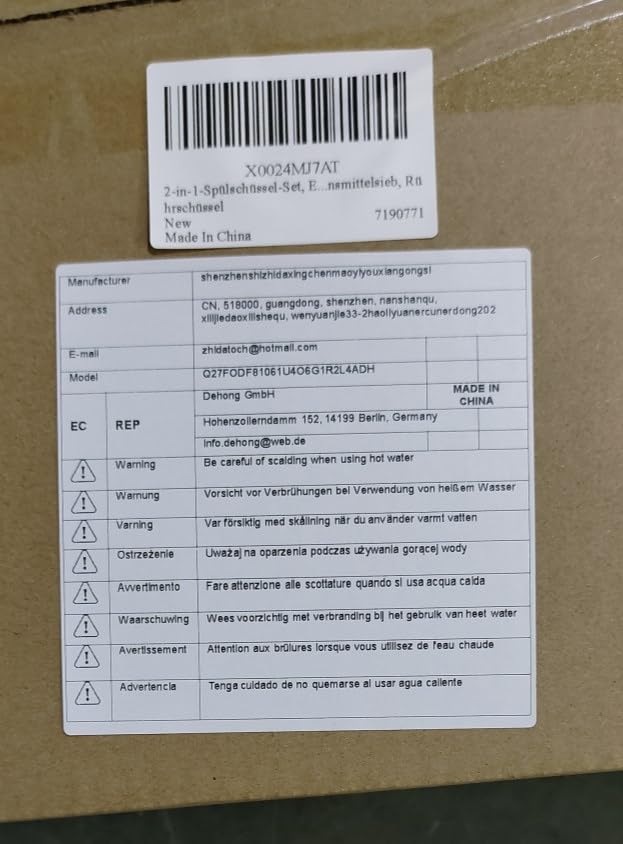 X0024MJ7AT
2-in-1-Spülschüssel-Set, E...nsmittelsieb, Rü
hrschüssel
New
7190771
Made In China
Manufacturer shenzhenshizhidaxingchenmaoyiyouxiangongsi
Address CN, 518000, guangdong, shenzhen, nanshanqu,
xilijiedaoxilishequ, wenyuanjie33-2haoliyuanercunerdong202
E-mail zhidatoch@hotmail.com
Model Q27FODF81061U4O6G1R2L4ADH
EC REP
Dehong GmbH
MADE IN
CHINA
Hohenzollerndamm 152, 14199 Berlin, Germany
info.dehong@web.de
Warning Be careful of scalding when using hot water
Warnung Vorsicht vor Verbrühungen bei Verwendung von heißem Wasser
Varning Var försiktig med skållning när du använder varmt vatten
Ostrzeżenie Uważaj na oparzenia podczas używania gorącej wody
Avvertimento Fare attenzione alle scottature quando si usa acqua calda
Waarschuwing Wees voorzichtig met verbranding bij het gebruik van heet water
Avertissement Attention aux brûlures lorsque vous utilisez de l'eau chaude
Advertencia Tenga cuidado de no quemarse al usar agua caliente